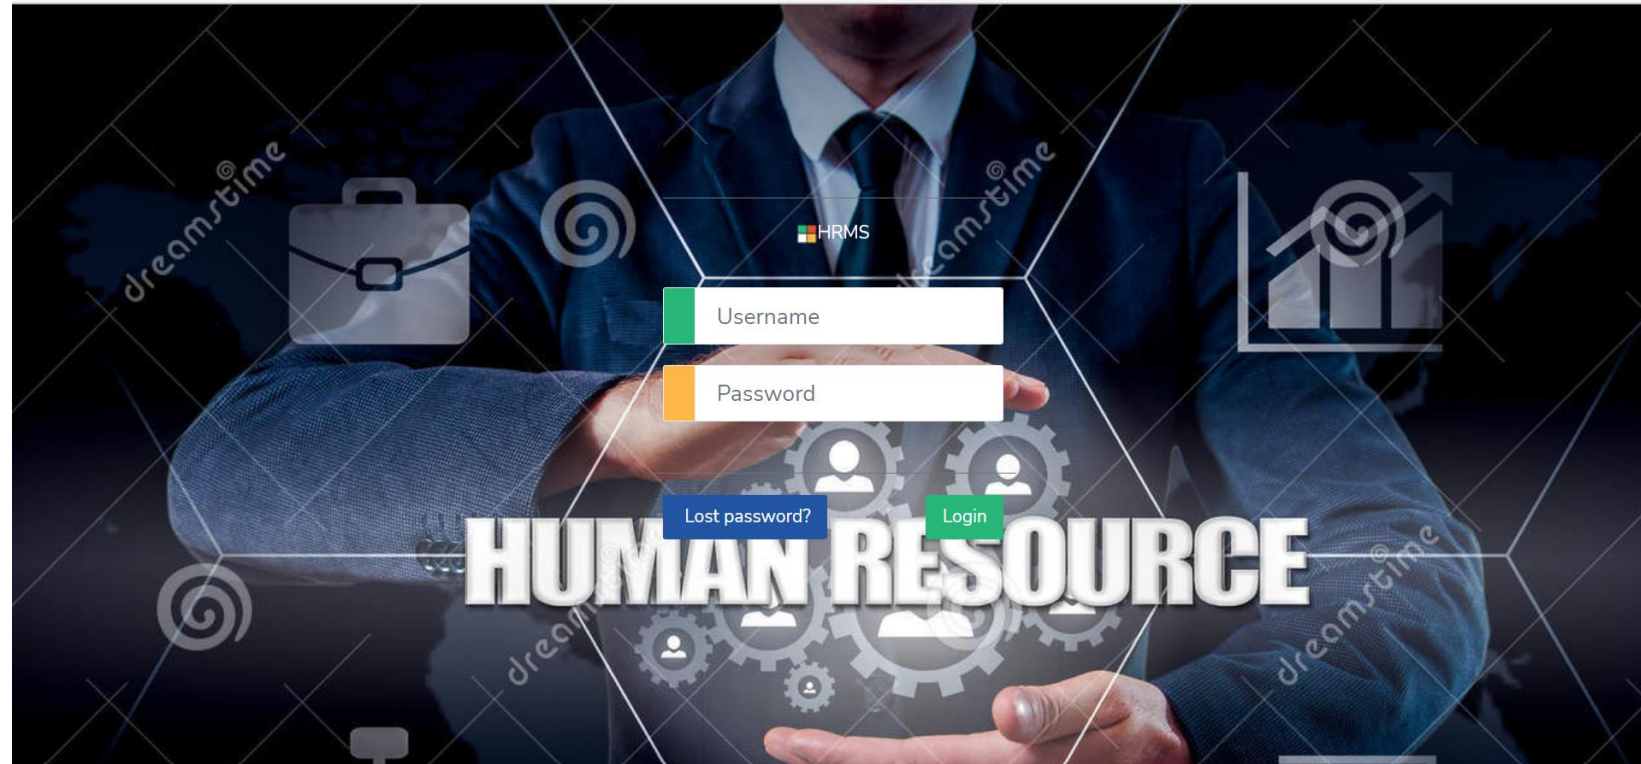 dreamstime
dreamstime
HRMS
Username
Password
Lost password?
Login
HUMAN RESOURCE
dreamstime
dreamstime